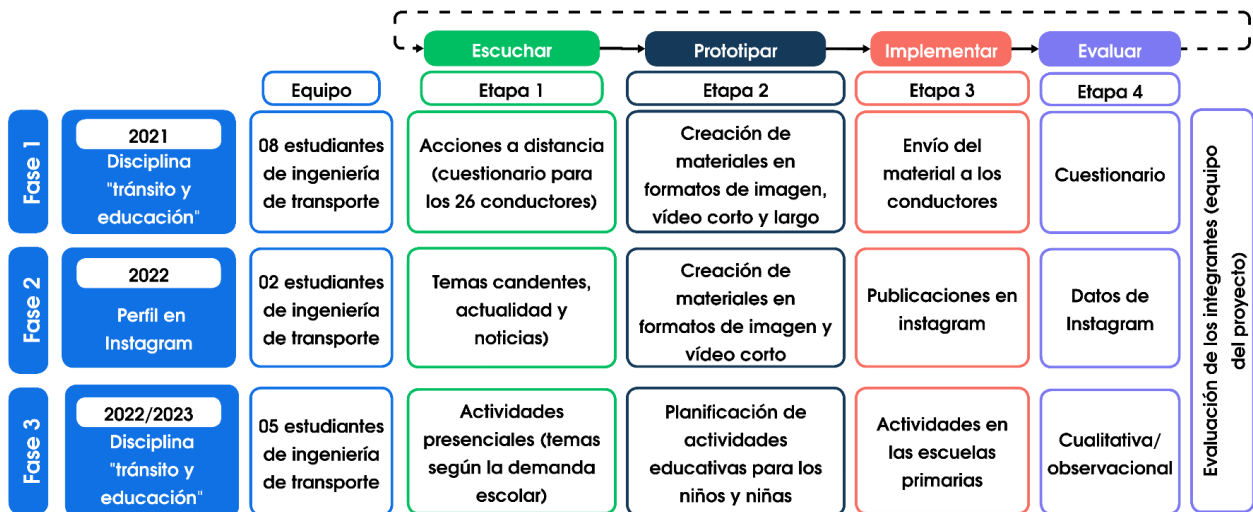 Escuchar
Prototipar
Implementar
Evaluar
Equipo
Etapa 1
Etapa 2
Etapa 3
Etapa 4
Fase 1
2021
Disciplina
"tránsito y
educación"
08 estudiantes
de ingeniería
de transporte
Acciones a distancia
(cuestionario para
los 26 conductores)
Creación de
materiales en
formatos de imagen,
vídeo corto y largo
Envío del
material a los
conductores
Cuestionario
Fase 2
2022
Perfil en
Instagram
02 estudiantes
de ingeniería
de transporte
Temas candentes,
actualidad y
noticias)
Creación de
materiales en
formatos de imagen y
vídeo corto
Publicaciones en
instagram
Datos de
Instagram
Fase 3
2022/2023
Disciplina
"tránsito y
educación"
05 estudiantes
de ingeniería
de transporte
Actividades
presenciales (temas
según la demanda
escolar)
Planificación de
actividades
educativas para los
niños y niñas
Actividades en
las escuelas
primarias
Cualitativa/
observacional
Evaluación de los integrantes (equipo
del proyecto)